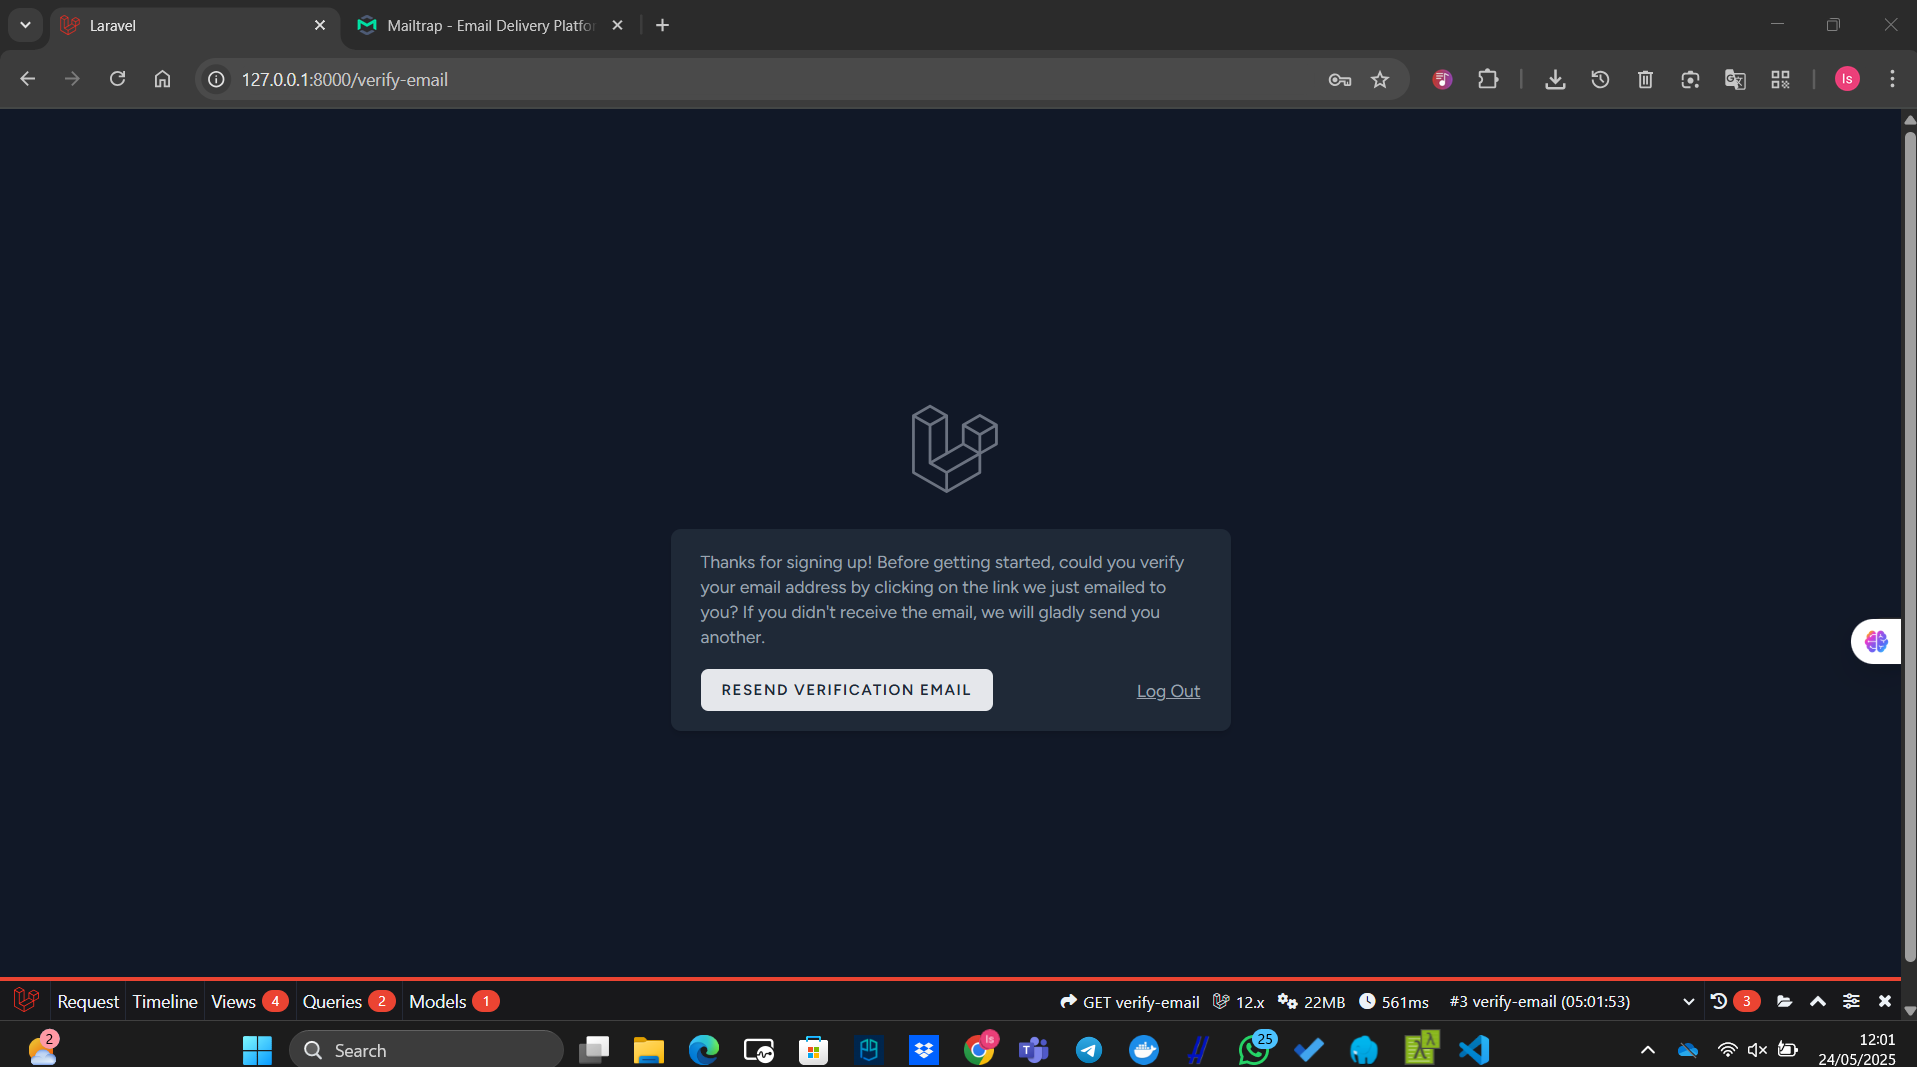 Laravel
Mailtrap - Email Delivery Platfo
127.0.0.1:8000/verify-email
ls
Thanks for signing up! Before getting started, could you verify
your email address by clicking on the link we just emailed to
you? If you didn't receive the email, we will gladly send you
another.
RESEND VERIFICATION EMAIL
Log Out
Request Timeline Views 4 Queries 2 Models 1 GET verify-email 12.x 22MB 561ms #3 verify-email (05:01:53) 3
2
Search
ls
25
12:01
24/05/2025